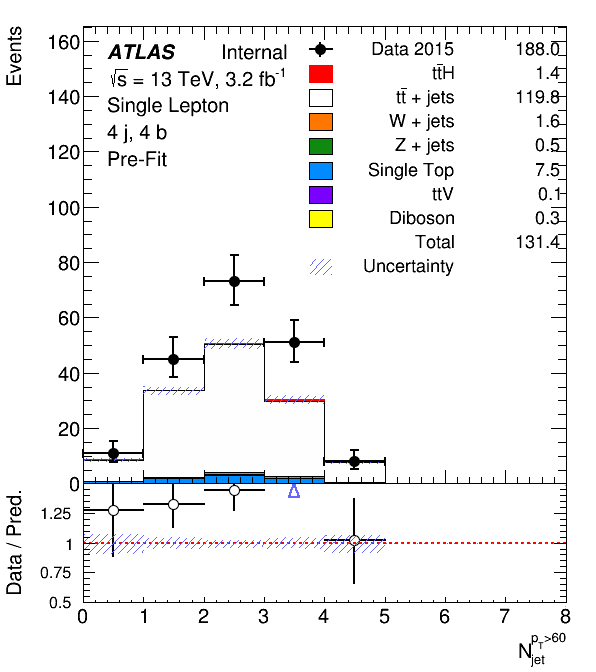 Events
160
140
120
100
80
60
40
20
0
ATLAS Internal
√s = 13 TeV, 3.2 fb⁻¹
Single Lepton
4 j, 4 b
Pre-Fit
Data 2015 188.0
tt̄H 1.4
tt̄ + jets 119.8
W + jets 1.6
Z + jets 0.5
Single Top 7.5
ttV 0.1
Diboson 0.3
Total 131.4
Uncertainty
Data / Pred.
1.25
1
0.75
0.5
0 1 2 3 4 5 6 7 8
N_jet^{p_T>60}